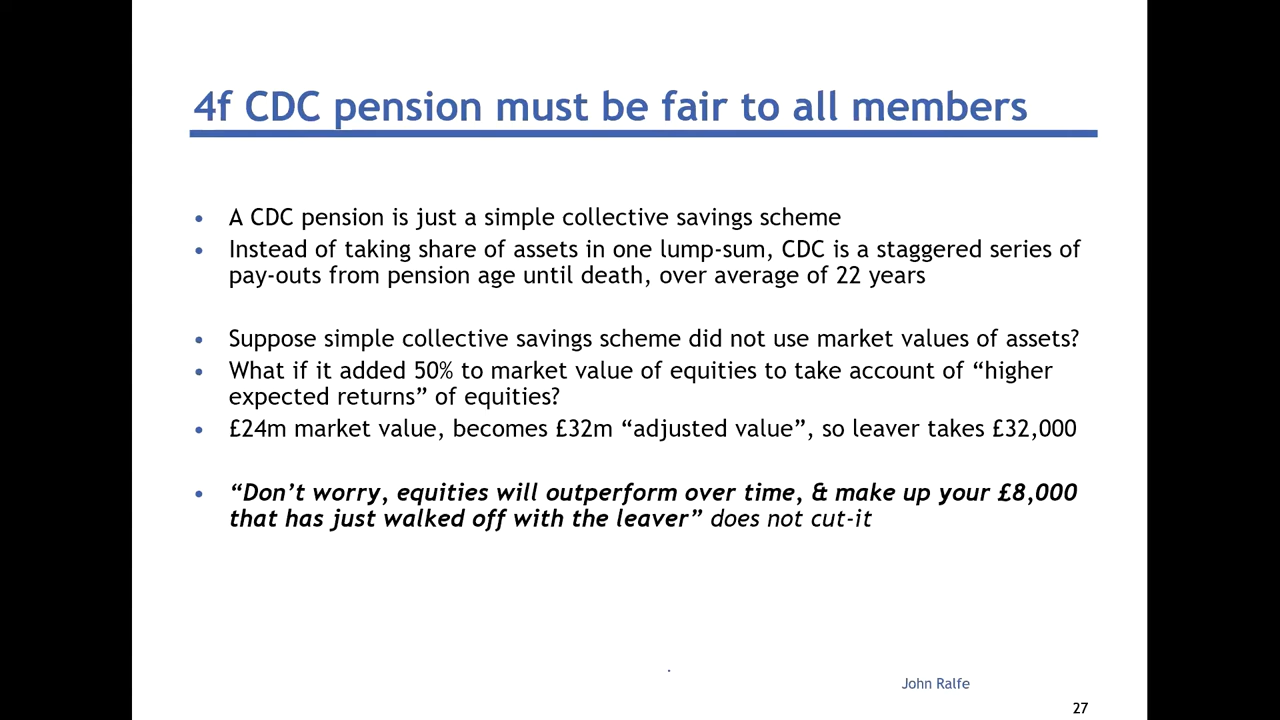 4f CDC pension must be fair to all members
• A CDC pension is just a simple collective savings scheme
• Instead of taking share of assets in one lump-sum, CDC is a staggered series of
pay-outs from pension age until death, over average of 22 years
• Suppose simple collective savings scheme did not use market values of assets?
• What if it added 50% to market value of equities to take account of “higher
expected returns” of equities?
• £24m market value, becomes £32m “adjusted value”, so leaver takes £32,000
• “Don’t worry, equities will outperform over time, & make up your £8,000
that has just walked off with the leaver” does not cut-it
.
John Ralfe
27